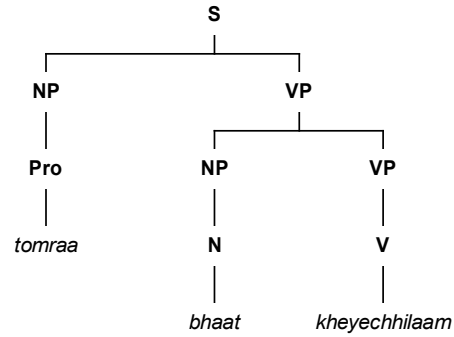 S
NP VP
Pro NP VP
tomraa N V
bhaat kheyechhilaam